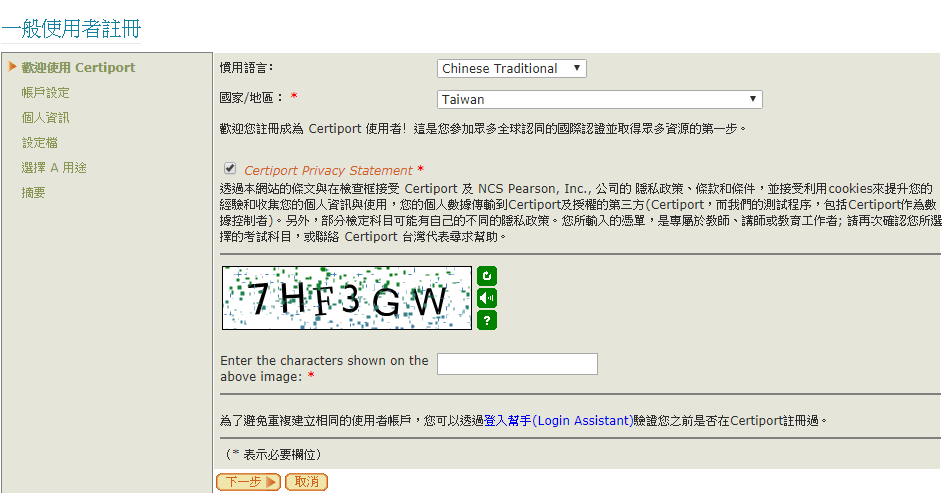 一般使用者註冊
歡迎使用 Certiport
帳戶設定
個人資訊
設定檔
選擇 A 用途
摘要
慣用語言:
Chinese Traditional
國家/地區： *
Taiwan
歡迎您註冊成為 Certiport 使用者! 這是您參加眾多全球認同的國際認證並取得眾多資源的第一步。
Certiport Privacy Statement *
透過本網站的條文與在檢查框接受 Certiport 及 NCS Pearson, Inc., 公司的 隱私政策、條款和條件，並接受利用cookies來提升您的
經驗和收集您的個人資訊與使用，您的個人數據傳輸到Certiport及授權的第三方(Certiport，而我們的測試程序，包括Certiport作為數
據控制者)。另外，部分檢定科目可能有自己的不同的隱私政策。您所輸入的憑單，是專屬於教師、講師或教育工作者; 請再次確認您所選
擇的考試科目，或聯絡 Certiport 台灣代表尋求幫助。
7HF3GW
?
Enter the characters shown on the
above image: *
為了避免重複建立相同的使用者帳戶，您可以透過登入幫手(Login Assistant)驗證您之前是否在Certiport註冊過。
（* 表示必要欄位）
下一步
取消